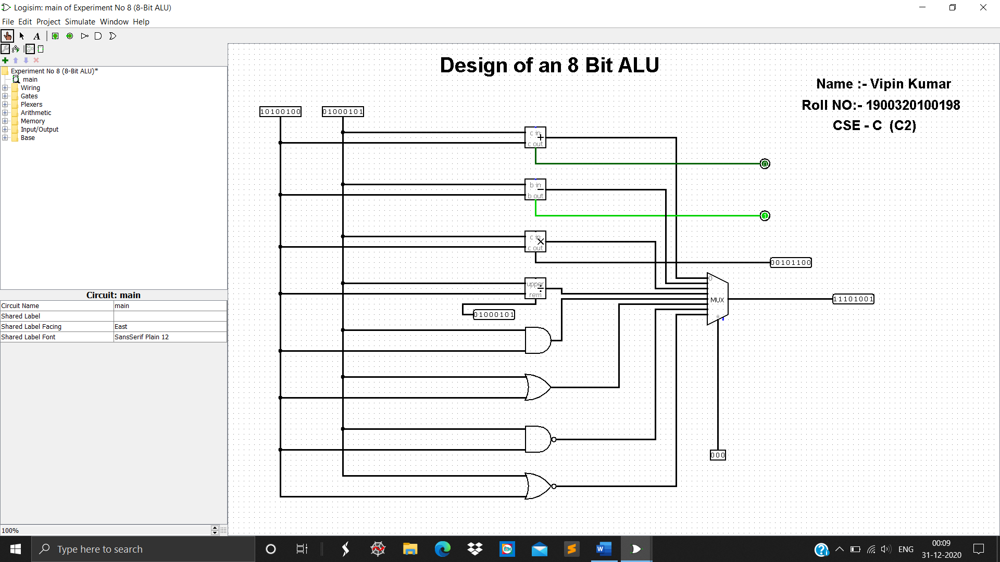 Logisim: main of Experiment No 8 (8-Bit ALU)
File Edit Project Simulate Window Help
A
Experiment No 8 (8-Bit ALU)*
main
Wiring
Gates
Plexers
Arithmetic
Memory
Input/Output
Base
Circuit: main
Circuit Name main
Shared Label
Shared Label Facing East
Shared Label Font SansSerif Plain 12
100%
Design of an 8 Bit ALU
Name :- Vipin Kumar
Roll NO:- 1900320100198
CSE - C (C2)
10100100 01000101
c in
+
c out
0
b in
−
b out
1
c in
×
c out
00101100
upper
÷
rem
01000101
0
MUX
11101001
000
Type here to search
ENG
00:09
31-12-2020